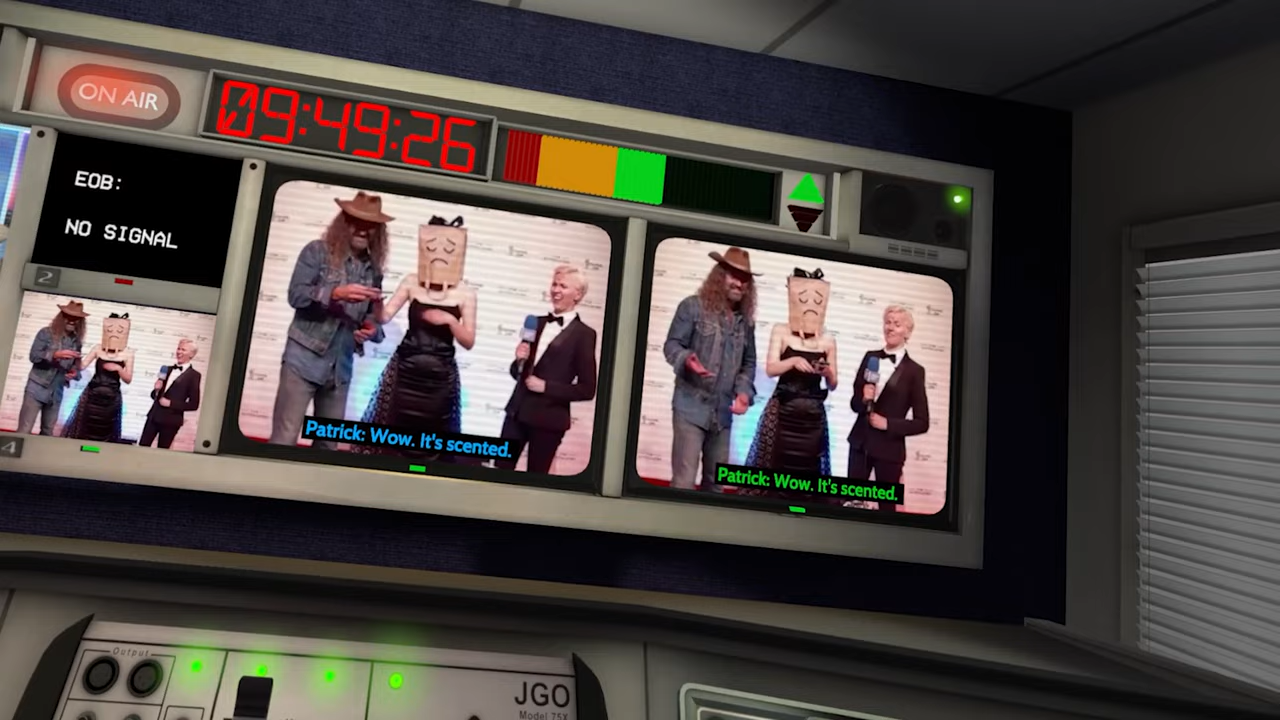 ON AIR
09:49:26
EOB:
NO SIGNAL
2
4
Patrick: Wow. It's scented.
Patrick: Wow. It's scented.
Output
JGO
Model 75X